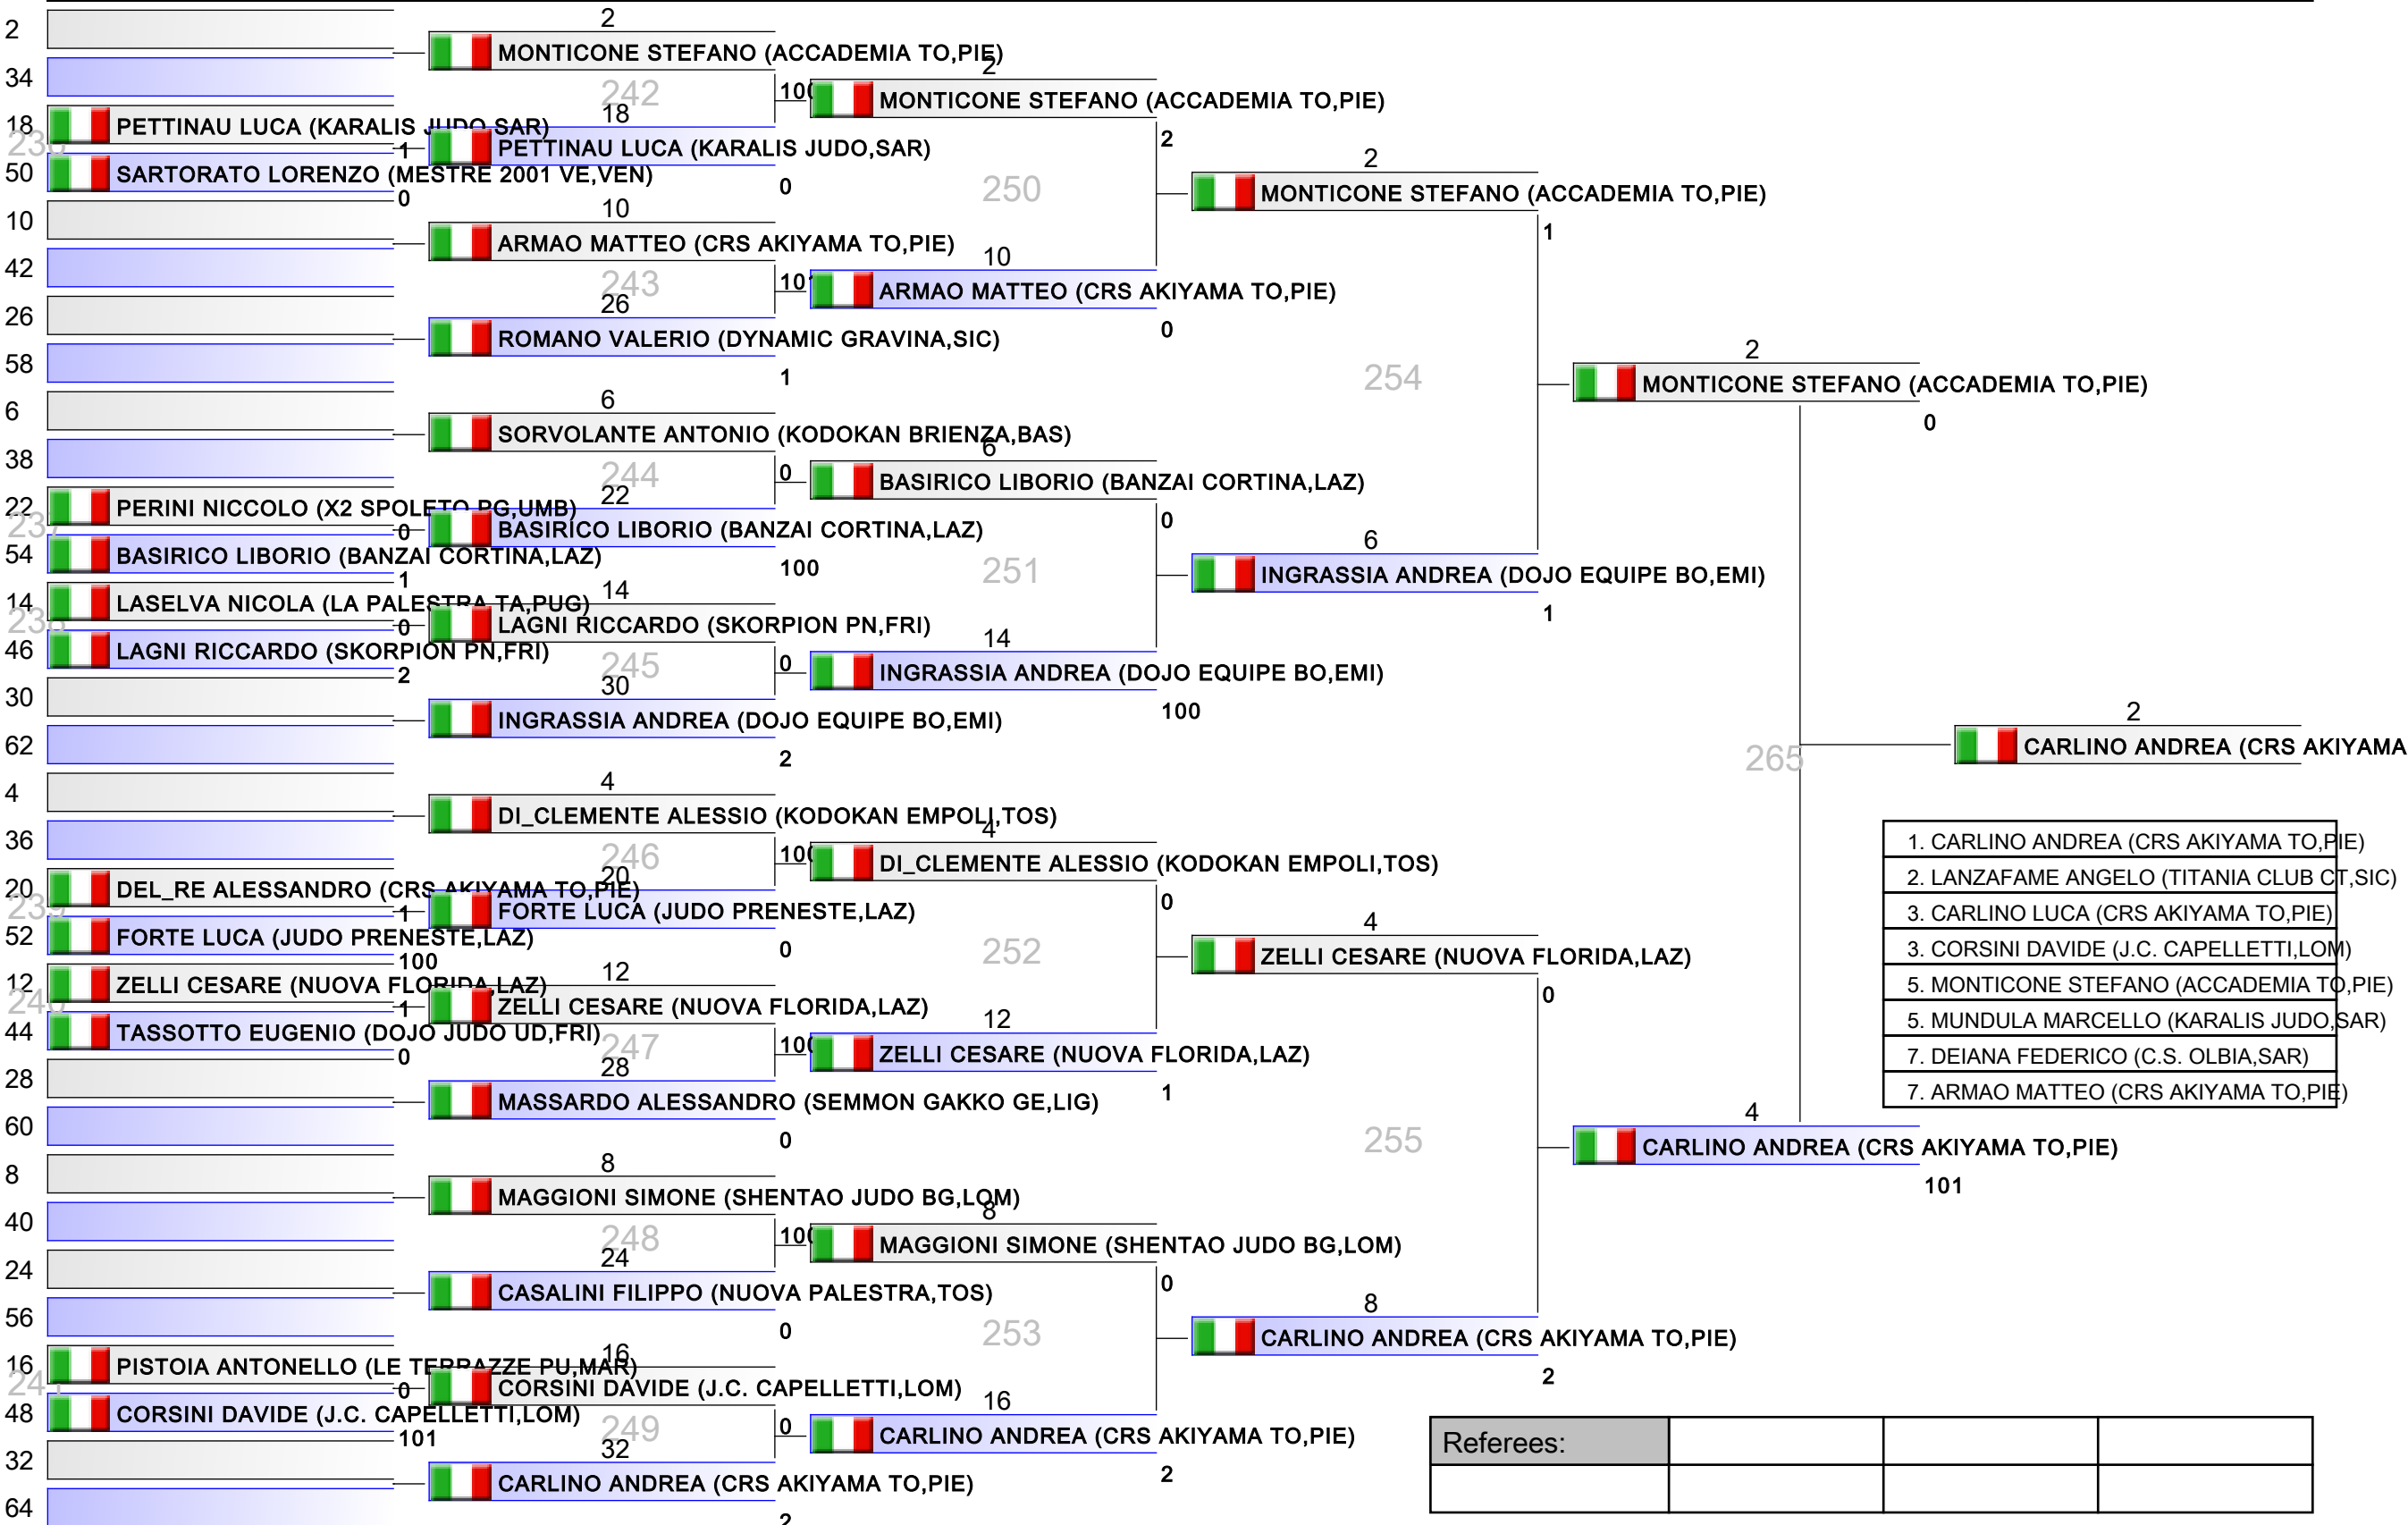 2
34
18
PETTINAU LUCA (KARALIS JUDO,SAR)
1
50
SARTORATO LORENZO (MESTRE 2001 VE,VEN)
0
10
42
26
58
6
38
22
PERINI NICCOLO (X2 SPOLETO PG,UMB)
237
0
54
BASIRICO LIBORIO (BANZAI CORTINA,LAZ)
1
14
LASELVA NICOLA (LA PALESTRA TA,PUG)
0
46
LAGNI RICCARDO (SKORPION PN,FRI)
2
30
62
4
36
20
DEL_RE ALESSANDRO (CRS AKIYAMA TO,PIE)
239
1
52
FORTE LUCA (JUDO PRENESTE,LAZ)
100
12
ZELLI CESARE (NUOVA FLORIDA,LAZ)
240
1
44
TASSOTTO EUGENIO (DOJO JUDO UD,FRI)
0
28
60
8
40
24
56
16
PISTOIA ANTONELLO (LE TERRAZZE PU,MAR)
241
0
48
CORSINI DAVIDE (J.C. CAPELLETTI,LOM)
101
32
64
2
MONTICONE STEFANO (ACCADEMIA TO,PIE)
242
100
18
PETTINAU LUCA (KARALIS JUDO,SAR)
0
10
ARMAO MATTEO (CRS AKIYAMA TO,PIE)
243
101
26
ROMANO VALERIO (DYNAMIC GRAVINA,SIC)
1
6
SORVOLANTE ANTONIO (KODOKAN BRIENZA,BAS)
244
0
22
BASIRICO LIBORIO (BANZAI CORTINA,LAZ)
100
14
LAGNI RICCARDO (SKORPION PN,FRI)
245
0
30
INGRASSIA ANDREA (DOJO EQUIPE BO,EMI)
2
4
DI_CLEMENTE ALESSIO (KODOKAN EMPOLI,TOS)
246
100
20
FORTE LUCA (JUDO PRENESTE,LAZ)
0
12
ZELLI CESARE (NUOVA FLORIDA,LAZ)
247
100
28
MASSARDO ALESSANDRO (SEMMON GAKKO GE,LIG)
0
8
MAGGIONI SIMONE (SHENTAO JUDO BG,LOM)
248
100
24
CASALINI FILIPPO (NUOVA PALESTRA,TOS)
0
16
CORSINI DAVIDE (J.C. CAPELLETTI,LOM)
249
0
32
CARLINO ANDREA (CRS AKIYAMA TO,PIE)
2
2
MONTICONE STEFANO (ACCADEMIA TO,PIE)
2
250
10
ARMAO MATTEO (CRS AKIYAMA TO,PIE)
0
6
BASIRICO LIBORIO (BANZAI CORTINA,LAZ)
0
251
14
INGRASSIA ANDREA (DOJO EQUIPE BO,EMI)
100
4
DI_CLEMENTE ALESSIO (KODOKAN EMPOLI,TOS)
0
252
12
ZELLI CESARE (NUOVA FLORIDA,LAZ)
1
8
MAGGIONI SIMONE (SHENTAO JUDO BG,LOM)
0
253
16
CARLINO ANDREA (CRS AKIYAMA TO,PIE)
2
2
MONTICONE STEFANO (ACCADEMIA TO,PIE)
1
254
6
INGRASSIA ANDREA (DOJO EQUIPE BO,EMI)
1
4
ZELLI CESARE (NUOVA FLORIDA,LAZ)
0
255
8
CARLINO ANDREA (CRS AKIYAMA TO,PIE)
2
2
MONTICONE STEFANO (ACCADEMIA TO,PIE)
0
265
4
CARLINO ANDREA (CRS AKIYAMA TO,PIE)
101
2
CARLINO ANDREA (CRS AKIYAMA
1. CARLINO ANDREA (CRS AKIYAMA TO,PIE)
2. LANZAFAME ANGELO (TITANIA CLUB CT,SIC)
3. CARLINO LUCA (CRS AKIYAMA TO,PIE)
3. CORSINI DAVIDE (J.C. CAPELLETTI,LOM)
5. MONTICONE STEFANO (ACCADEMIA TO,PIE)
5. MUNDULA MARCELLO (KARALIS JUDO,SAR)
7. DEIANA FEDERICO (C.S. OLBIA,SAR)
7. ARMAO MATTEO (CRS AKIYAMA TO,PIE)
Referees: